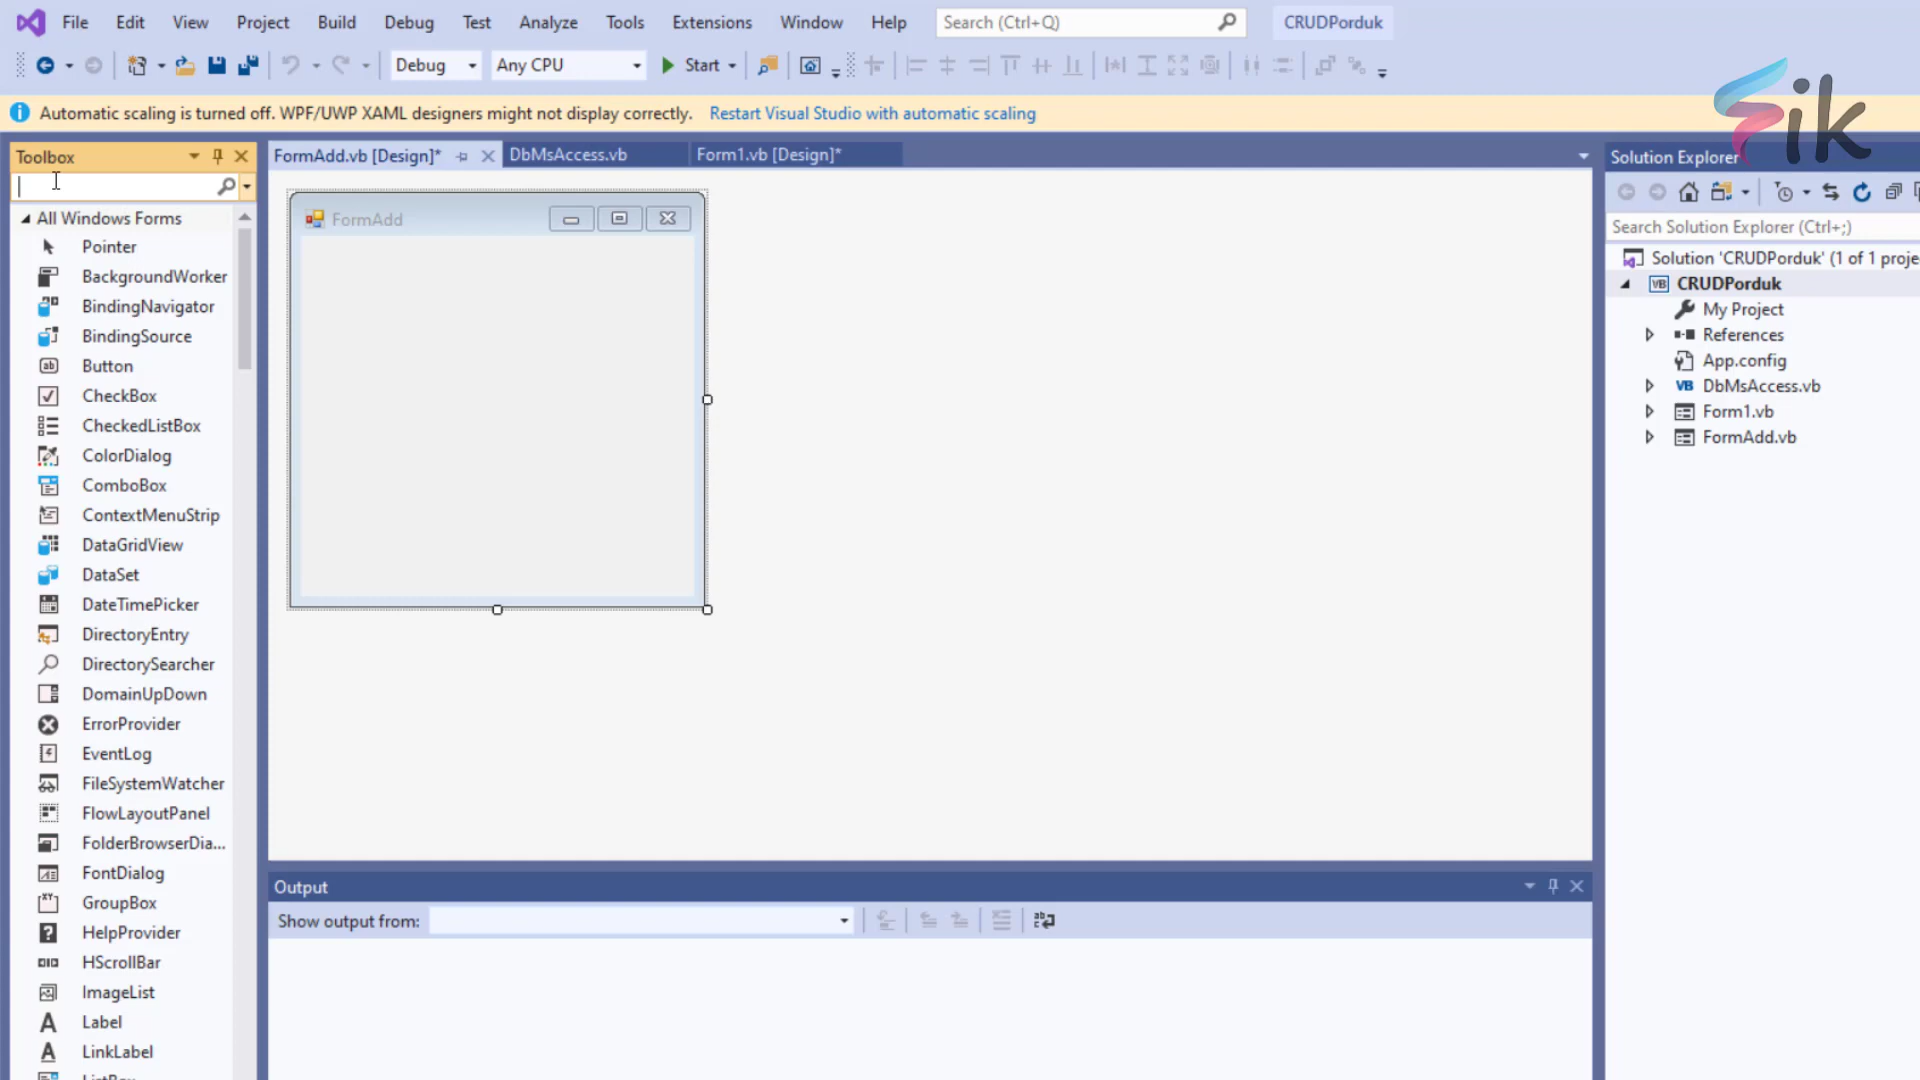 File Edit View Project Build Debug Test Analyze Tools Extensions Window Help Search (Ctrl+Q) CRUDPorduk
Debug Any CPU Start
Automatic scaling is turned off. WPF/UWP XAML designers might not display correctly. Restart Visual Studio with automatic scaling
ik
Toolbox
FormAdd.vb [Design]* DbMsAccess.vb Form1.vb [Design]*
Solution Explorer
Search Solution Explorer (Ctrl+;)
All Windows Forms
Pointer
BackgroundWorker
BindingNavigator
BindingSource
Button
CheckBox
CheckedListBox
ColorDialog
ComboBox
ContextMenuStrip
DataGridView
DataSet
DateTimePicker
DirectoryEntry
DirectorySearcher
DomainUpDown
ErrorProvider
EventLog
FileSystemWatcher
FlowLayoutPanel
FolderBrowserDia...
FontDialog
GroupBox
HelpProvider
HScrollBar
ImageList
Label
LinkLabel
FormAdd
Solution 'CRUDPorduk' (1 of 1 proje
CRUDPorduk
My Project
References
App.config
DbMsAccess.vb
Form1.vb
FormAdd.vb
Output
Show output from: